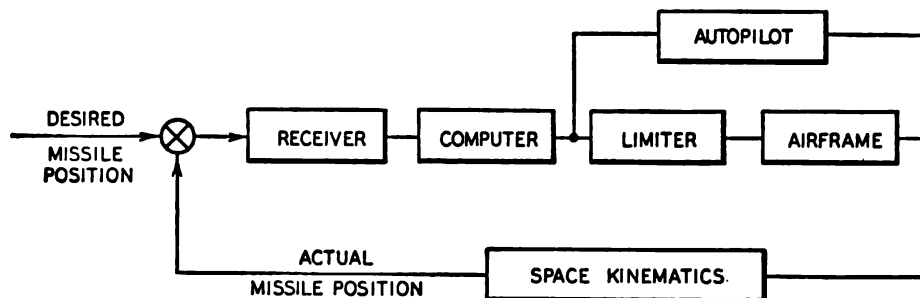 AUTOPILOT
DESIRED
MISSILE
POSITION
RECEIVER
COMPUTER
LIMITER
AIRFRAME
ACTUAL
MISSILE POSITION
SPACE KINEMATICS.